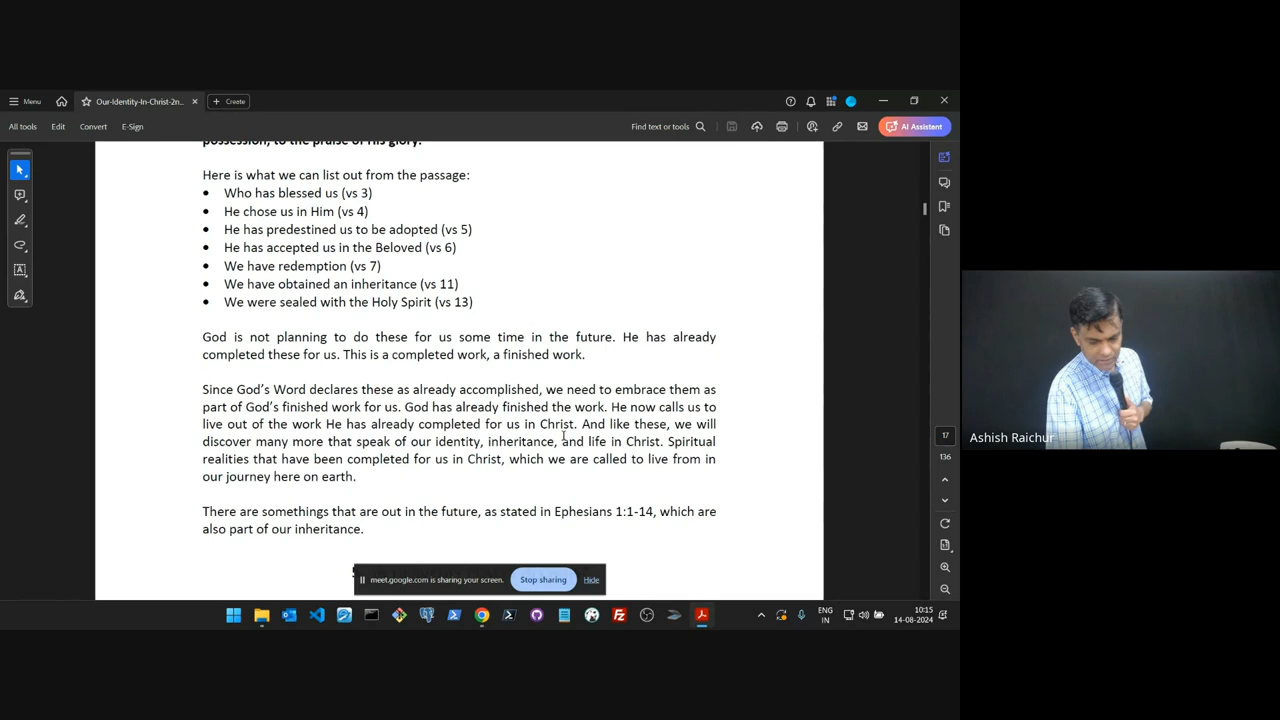 Menu
Our-Identity-In-Christ-2n...
Create
All tools
Edit
Convert
E-Sign
Find text or tools
AI Assistant
possession, to the praise of His glory.
Here is what we can list out from the passage:
• Who has blessed us (vs 3)
• He chose us in Him (vs 4)
• He has predestined us to be adopted (vs 5)
• He has accepted us in the Beloved (vs 6)
• We have redemption (vs 7)
• We have obtained an inheritance (vs 11)
• We were sealed with the Holy Spirit (vs 13)
God is not planning to do these for us some time in the future. He has already
completed these for us. This is a completed work, a finished work.
Since God's Word declares these as already accomplished, we need to embrace them as
part of God's finished work for us. God has already finished the work. He now calls us to
live out of the work He has already completed for us in Christ. And like these, we will
discover many more that speak of our identity, inheritance, and life in Christ. Spiritual
realities that have been completed for us in Christ, which we are called to live from in
our journey here on earth.
There are somethings that are out in the future, as stated in Ephesians 1:1-14, which are
also part of our inheritance.
meet.google.com is sharing your screen.
Stop sharing
Hide
17
136
ENG
IN
10:15
14-08-2024
Ashish Raichur